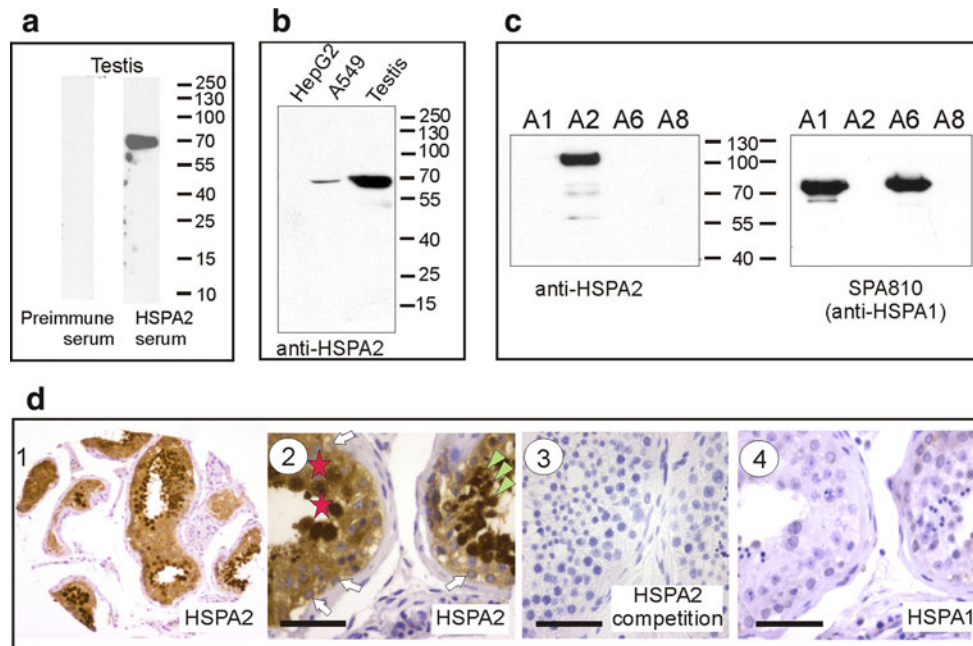 a
Testis
250
130
100
70
55
40
25
15
10
Preimmune serum
HSPA2 serum
b
HepG2
A549
Testis
250
130
100
70
55
40
25
15
anti-HSPA2
c
A1 A2 A6 A8
130
100
70
55
40
A1 A2 A6 A8
anti-HSPA2
SPA810
(anti-HSPA1)
d
1
HSPA2
2
HSPA2
3
HSPA2
competition
4
HSPA1